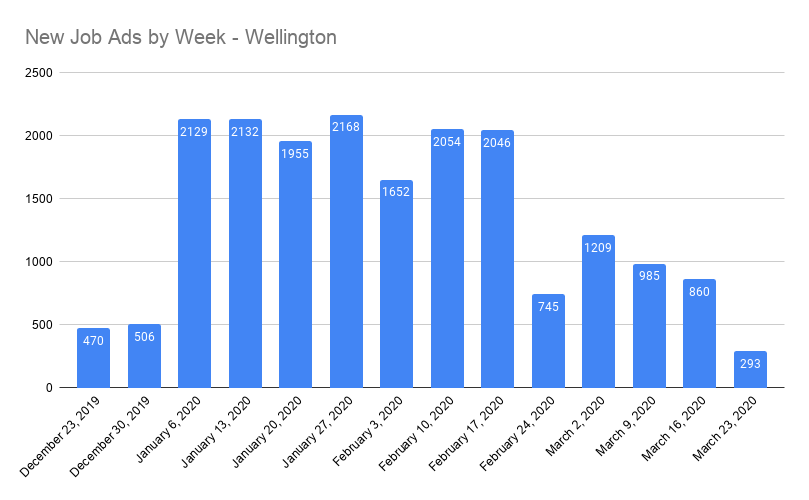 New Job Ads by Week - Wellington
2500
2000
1500
1000
500
0
470
506
2129
2132
1955
2168
1652
2054
2046
745
1209
985
860
293
December 23, 2019
December 30, 2019
January 6, 2020
January 13, 2020
January 20, 2020
January 27, 2020
February 3, 2020
February 10, 2020
February 17, 2020
February 24, 2020
March 2, 2020
March 9, 2020
March 16, 2020
March 23, 2020